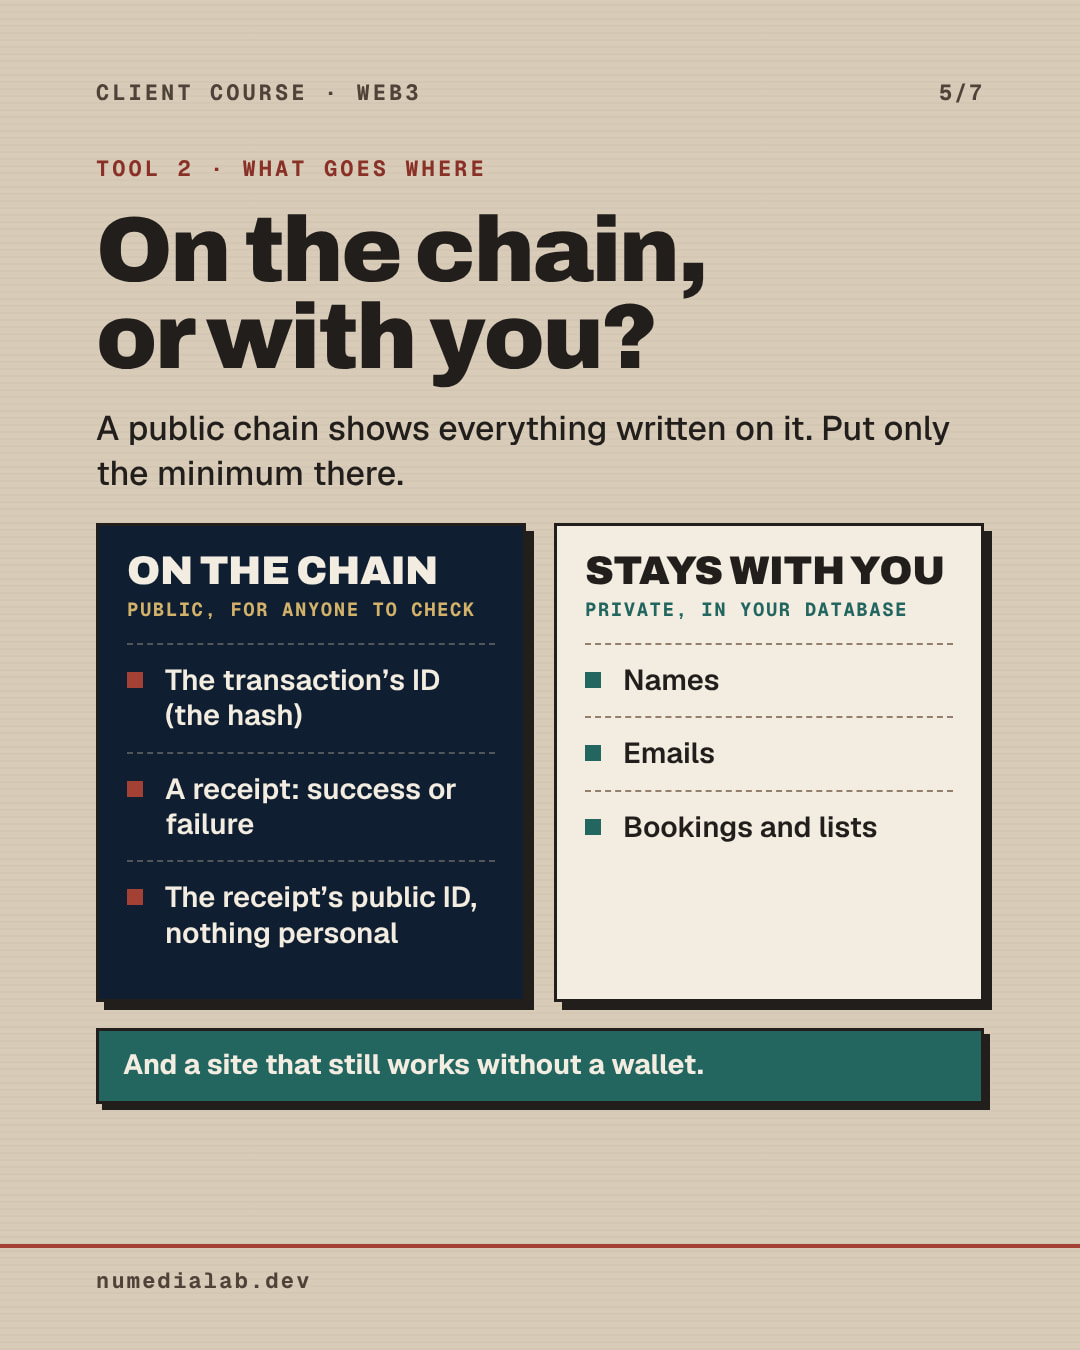 CLIENT COURSE · WEB3
5/7
TOOL 2 · WHAT GOES WHERE
On the chain,
or with you?
A public chain shows everything written on it. Put only
the minimum there.
ON THE CHAIN
PUBLIC, FOR ANYONE TO CHECK
The transaction’s ID
(the hash)
A receipt: success or
failure
The receipt’s public ID,
nothing personal
STAYS WITH YOU
PRIVATE, IN YOUR DATABASE
Names
Emails
Bookings and lists
And a site that still works without a wallet.
numedialab.dev